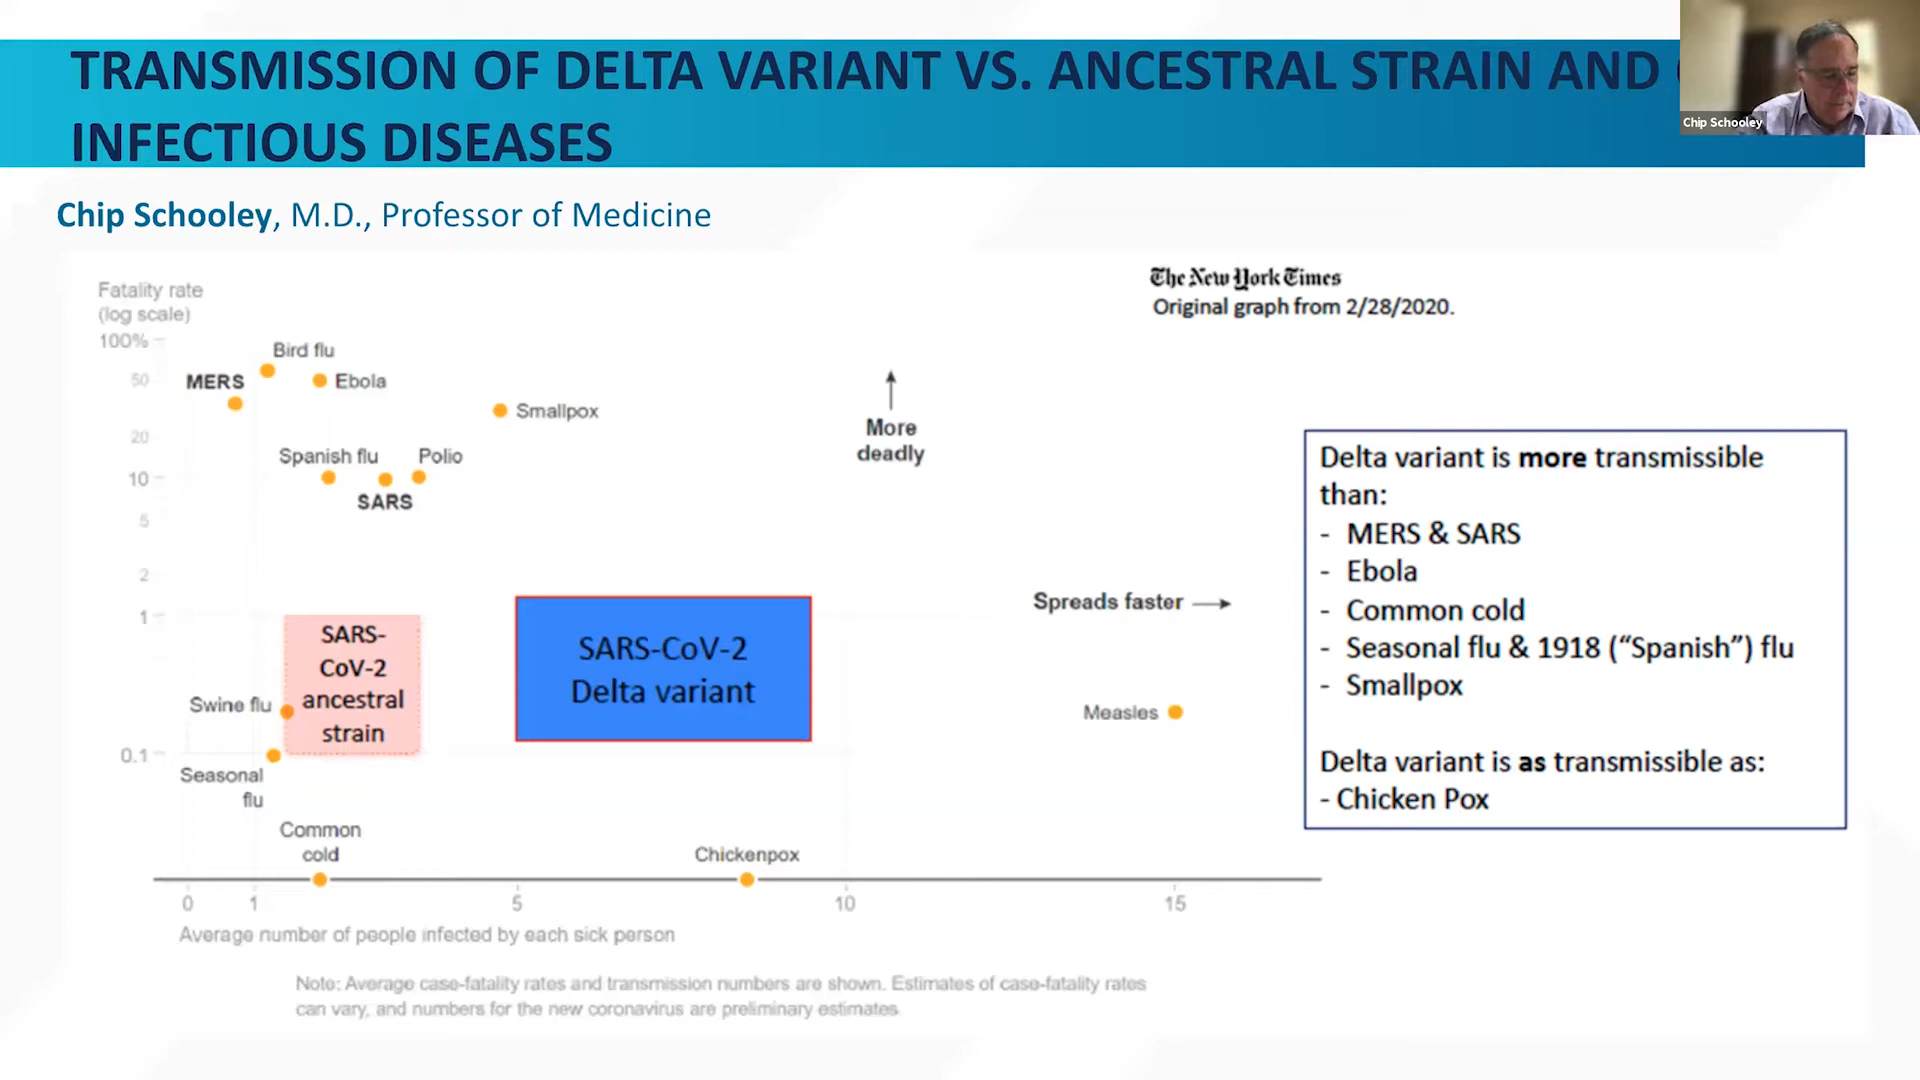 TRANSMISSION OF DELTA VARIANT VS. ANCESTRAL STRAIN AND
INFECTIOUS DISEASES
Chip Schooley
Chip Schooley, M.D., Professor of Medicine
The New York Times
Original graph from 2/28/2020.
Fatality rate
(log scale)
100%
50
20
10
5
2
1
0.1
Bird flu
MERS
Ebola
Smallpox
Spanish flu
Polio
SARS
More
deadly
Spreads faster
SARS-
CoV-2
ancestral
strain
SARS-CoV-2
Delta variant
Swine flu
Measles
Seasonal
flu
Common
cold
Chickenpox
0 1 5 10 15
Average number of people infected by each sick person
Note: Average case-fatality rates and transmission numbers are shown. Estimates of case-fatality rates
can vary, and numbers for the new coronavirus are preliminary estimates.
Delta variant is more transmissible
than:
- MERS & SARS
- Ebola
- Common cold
- Seasonal flu & 1918 (“Spanish”) flu
- Smallpox
Delta variant is as transmissible as:
- Chicken Pox